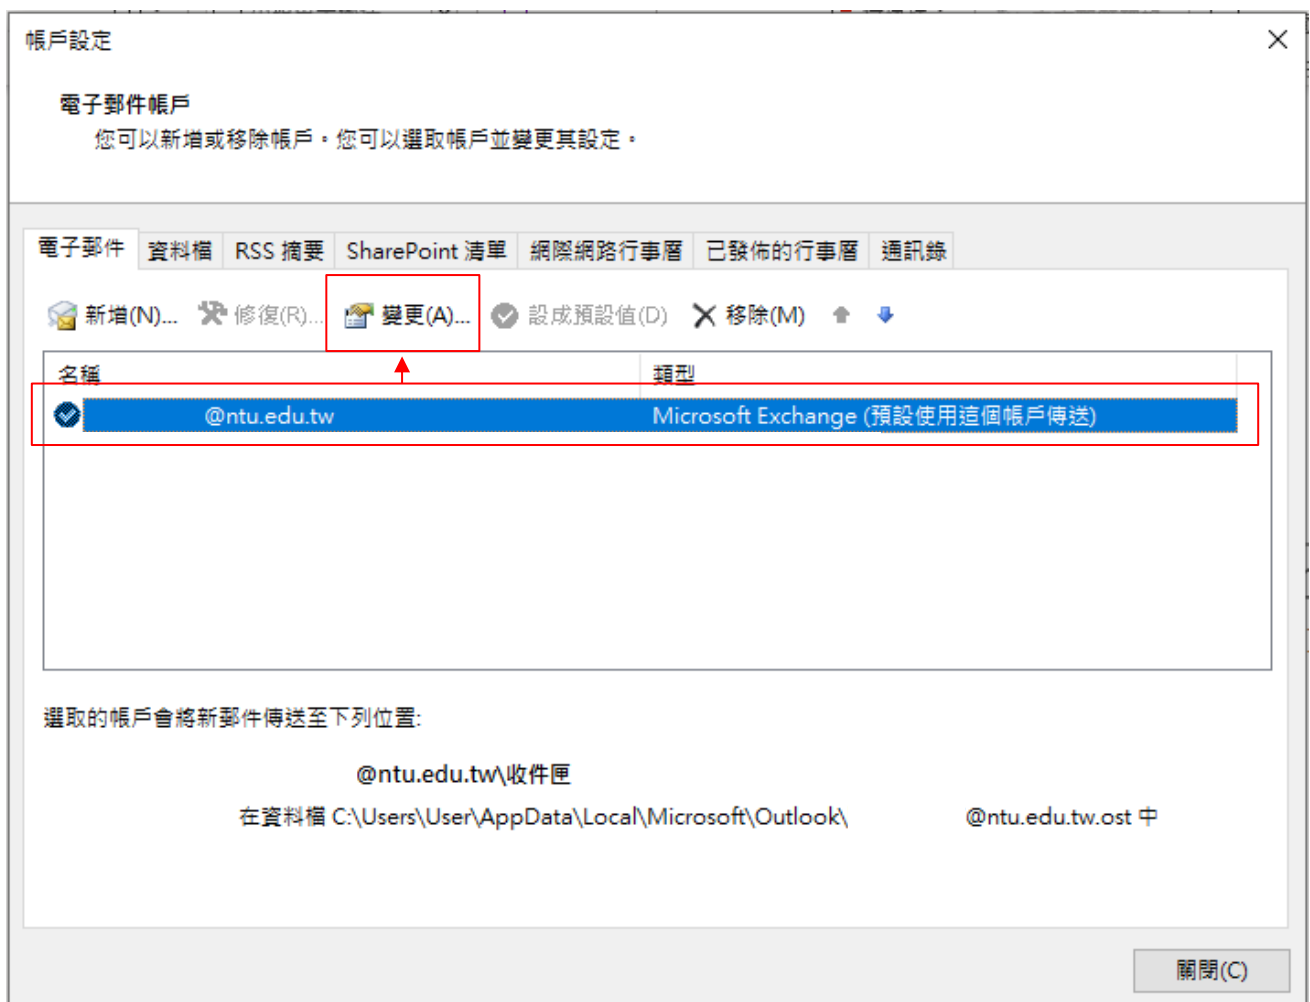 帳戶設定
電子郵件帳戶
您可以新增或移除帳戶。您可以選取帳戶並變更其設定。
電子郵件 資料檔 RSS 摘要 SharePoint 清單 網際網路行事曆 已發佈的行事曆 通訊錄
新增(N)... 修復(R)... 變更(A)... 設成預設值(D) 移除(M)
名稱 類型
@ntu.edu.tw Microsoft Exchange (預設使用這個帳戶傳送)
選取的帳戶會將新郵件傳送至下列位置:
@ntu.edu.tw\收件匣
在資料檔 C:\Users\User\AppData\Local\Microsoft\Outlook\ @ntu.edu.tw.ost 中
關閉(C)